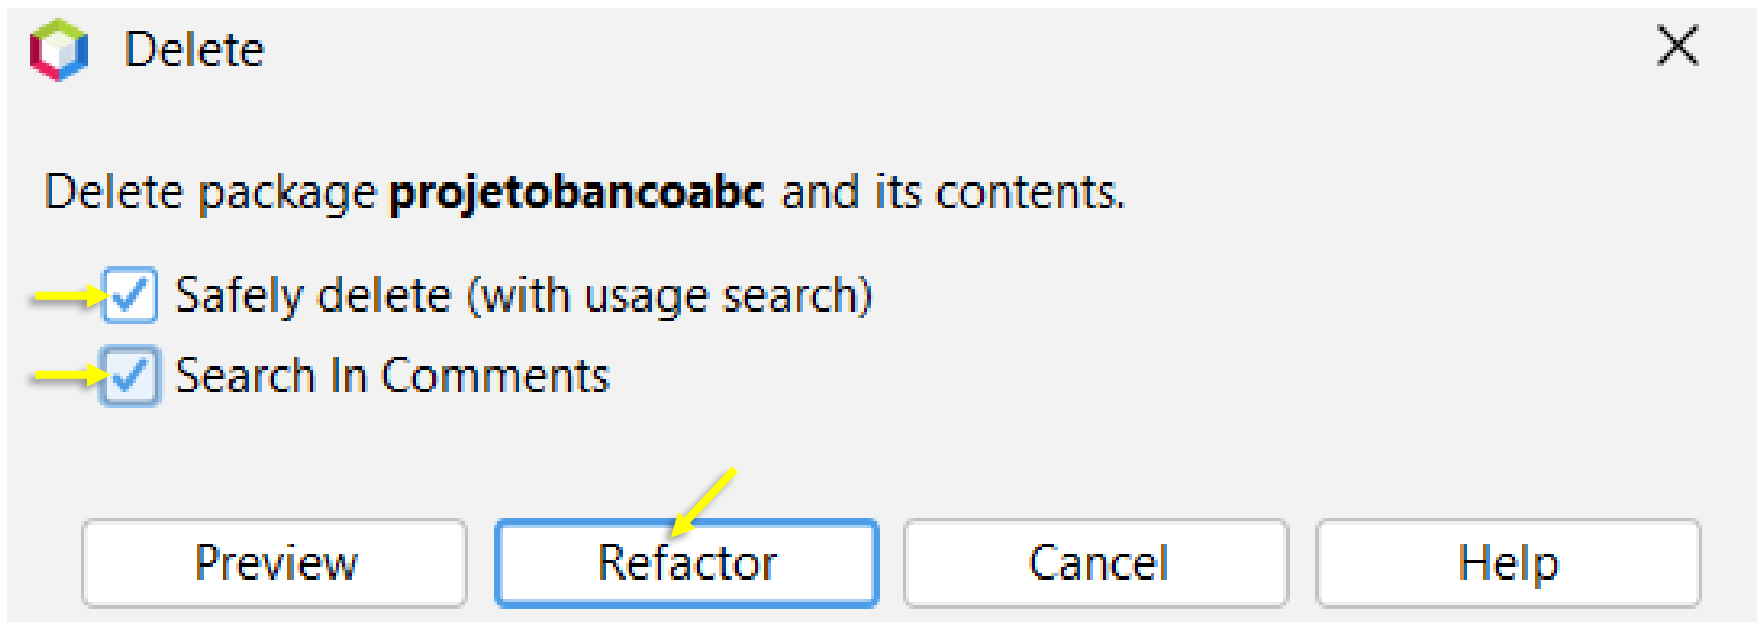 Delete
Delete package projetobancoabc and its contents.
Safely delete (with usage search)
Search In Comments
Preview Refactor Cancel Help